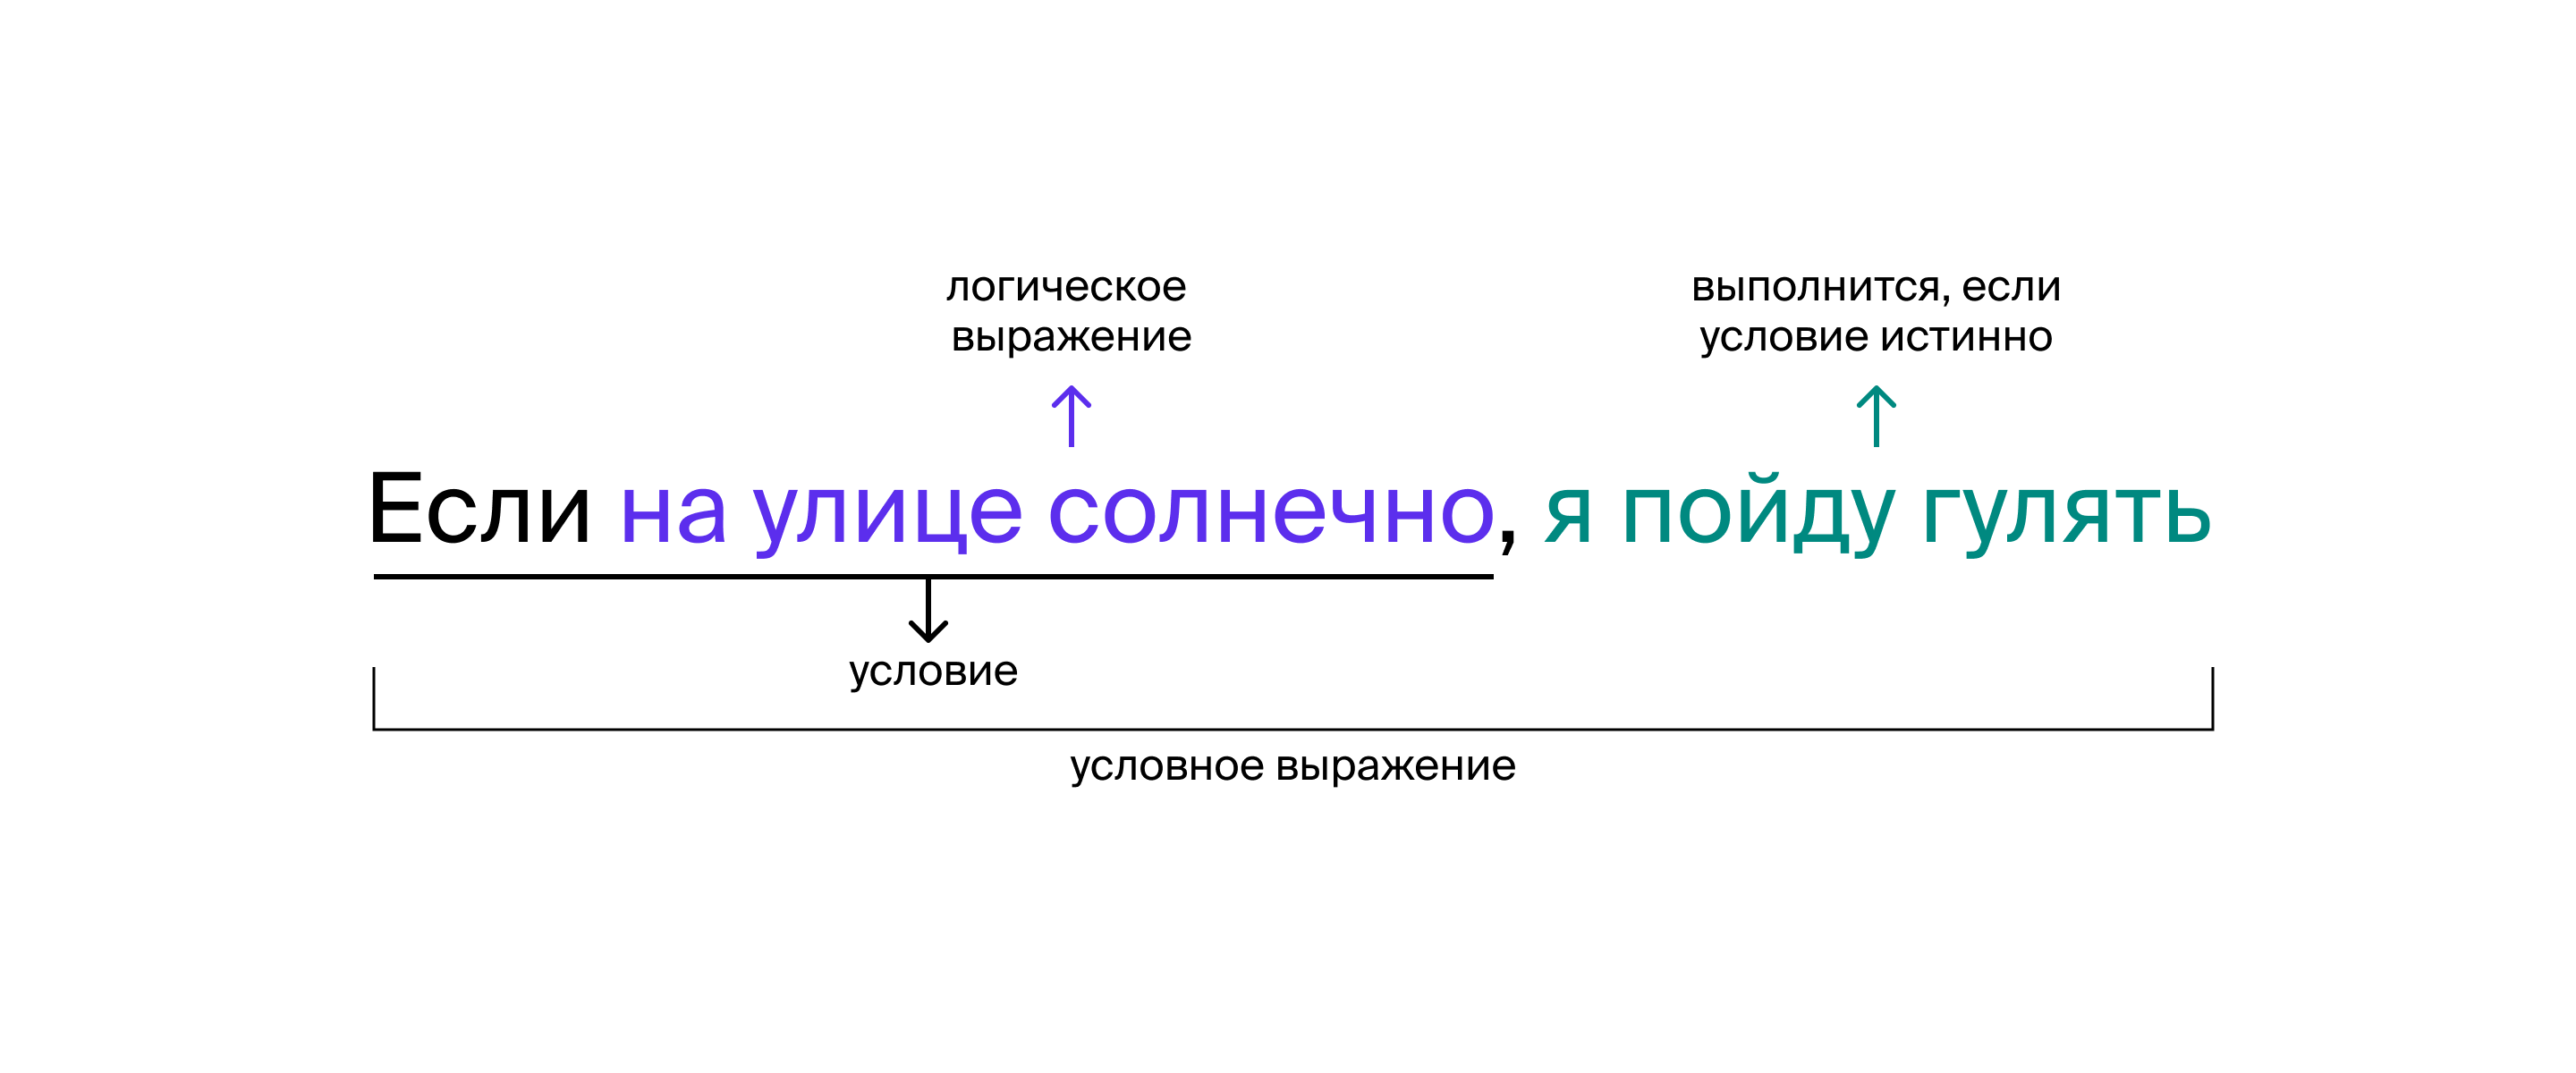 логическое
выражение
выполнится, если
условие истинно
Если на улице солнечно, я пойду гулять
условие
условное выражение